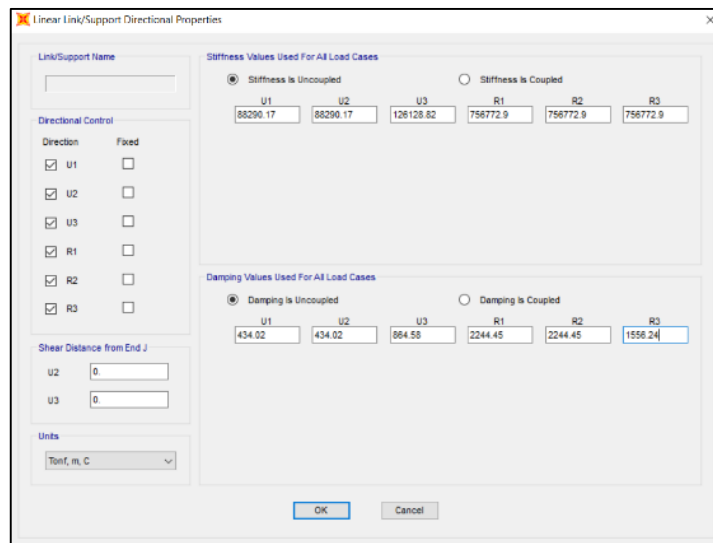 Linear Link/Support Directional Properties
Link/Support Name
Directional Control
Direction Fixed
U1
U2
U3
R1
R2
R3
Shear Distance from End J
U2 0.
U3 0.
Units
Tonf, m, C
Stiffness Values Used For All Load Cases
Stiffness Is Uncoupled Stiffness Is Coupled
U1 U2 U3 R1 R2 R3
88290.17 88290.17 126128.82 756772.9 756772.9 756772.9
Damping Values Used For All Load Cases
Damping Is Uncoupled Damping Is Coupled
U1 U2 U3 R1 R2 R3
434.02 434.02 864.58 2244.45 2244.45 1556.24
OK Cancel